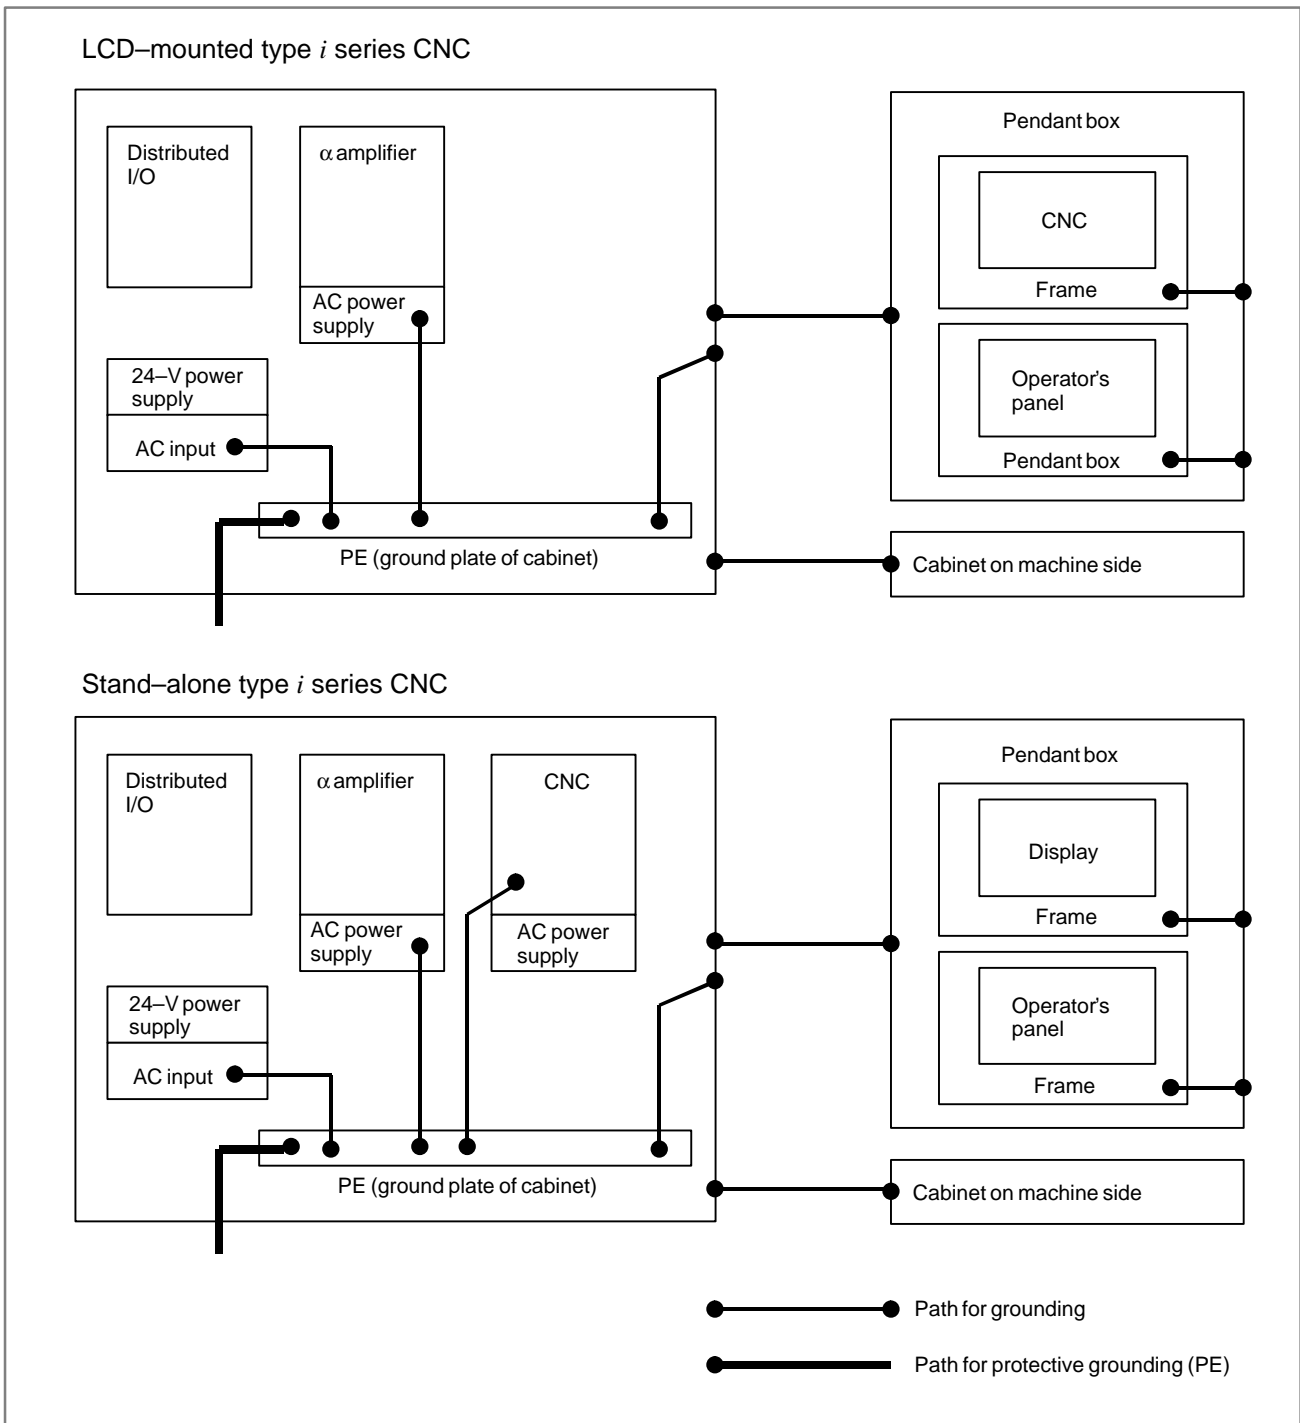 LCD–mounted type i series CNC
Distributed
I/O
α amplifier
AC power
supply
24–V power
supply
AC input
PE (ground plate of cabinet)
Pendant box
CNC
Frame
Operator's
panel
Pendant box
Cabinet on machine side
Stand–alone type i series CNC
Distributed
I/O
α amplifier
CNC
AC power
supply
AC power
supply
24–V power
supply
AC input
PE (ground plate of cabinet)
Pendant box
Display
Frame
Operator's
panel
Frame
Cabinet on machine side
Path for grounding
Path for protective grounding (PE)